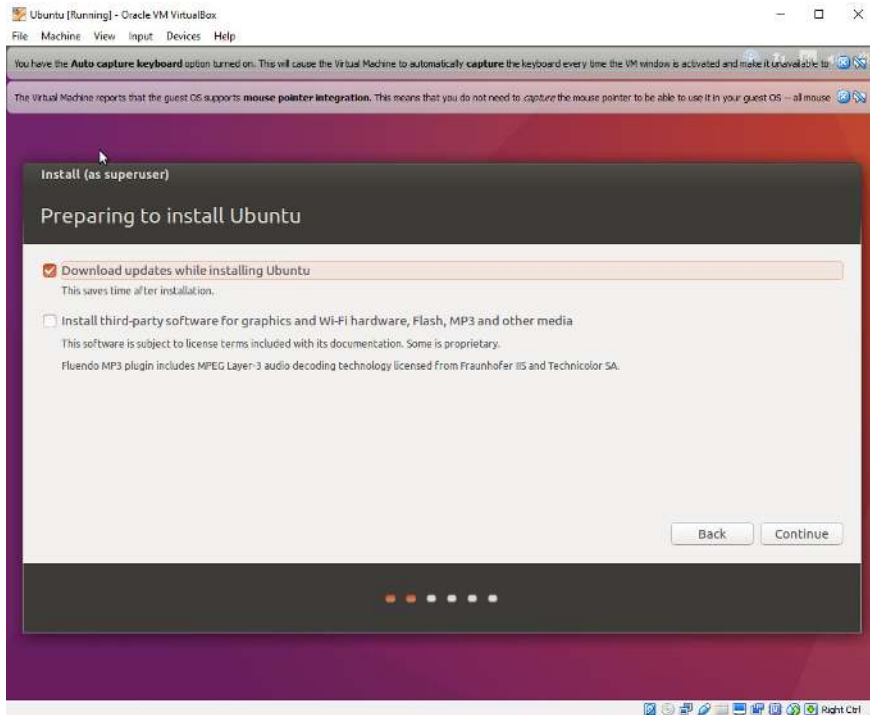 Ubuntu [Running] - Oracle VM VirtualBox
File Machine View Input Devices Help
You have the Auto capture keyboard option turned on. This will cause the Virtual Machine to automatically capture the keyboard every time the VM window is activated and make it unavailable to
The Virtual Machine reports that the guest OS supports mouse pointer integration. This means that you do not need to capture the mouse pointer to be able to use it in your guest OS -- all mouse
Install (as superuser)
Preparing to install Ubuntu
Download updates while installing Ubuntu
This saves time after installation.
Install third-party software for graphics and Wi-Fi hardware, Flash, MP3 and other media
This software is subject to license terms included with its documentation. Some is proprietary.
Fluendo MP3 plugin includes MPEG Layer-3 audio decoding technology licensed from Fraunhofer IIS and Technicolor SA.
Back Continue
Right Ctrl